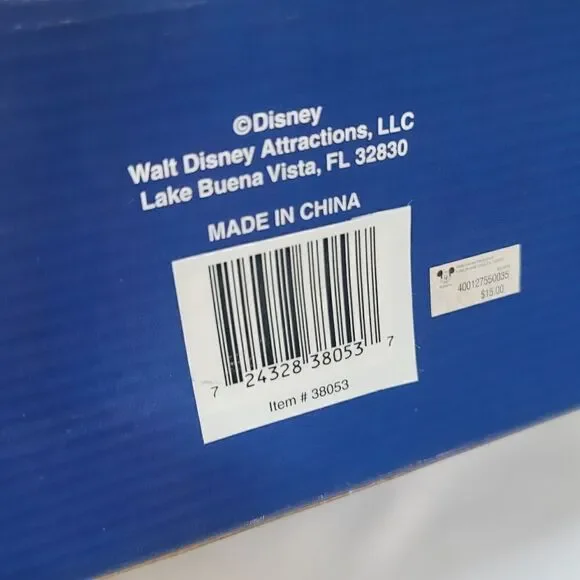 ©Disney
Walt Disney Attractions, LLC
Lake Buena Vista, FL 32830
MADE IN CHINA
7 24328 38053 7
Item # 38053
400127550035
$15.00